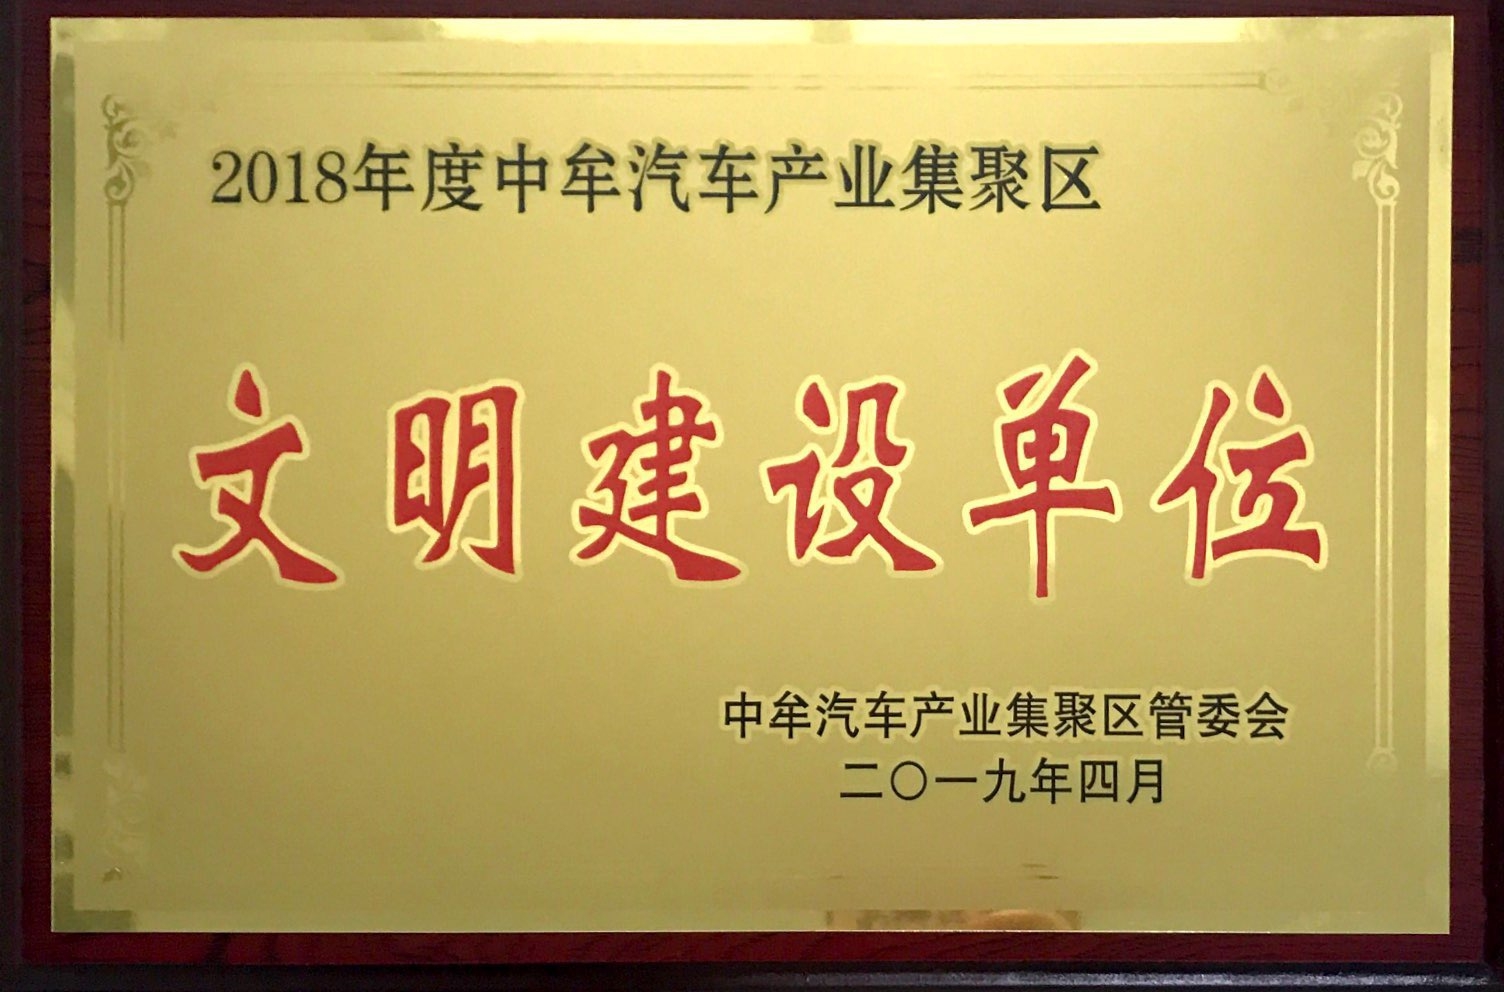 2018年度中牟汽车产业集聚区
文明建设单位
中牟汽车产业集聚区管委会
二〇一九年四月